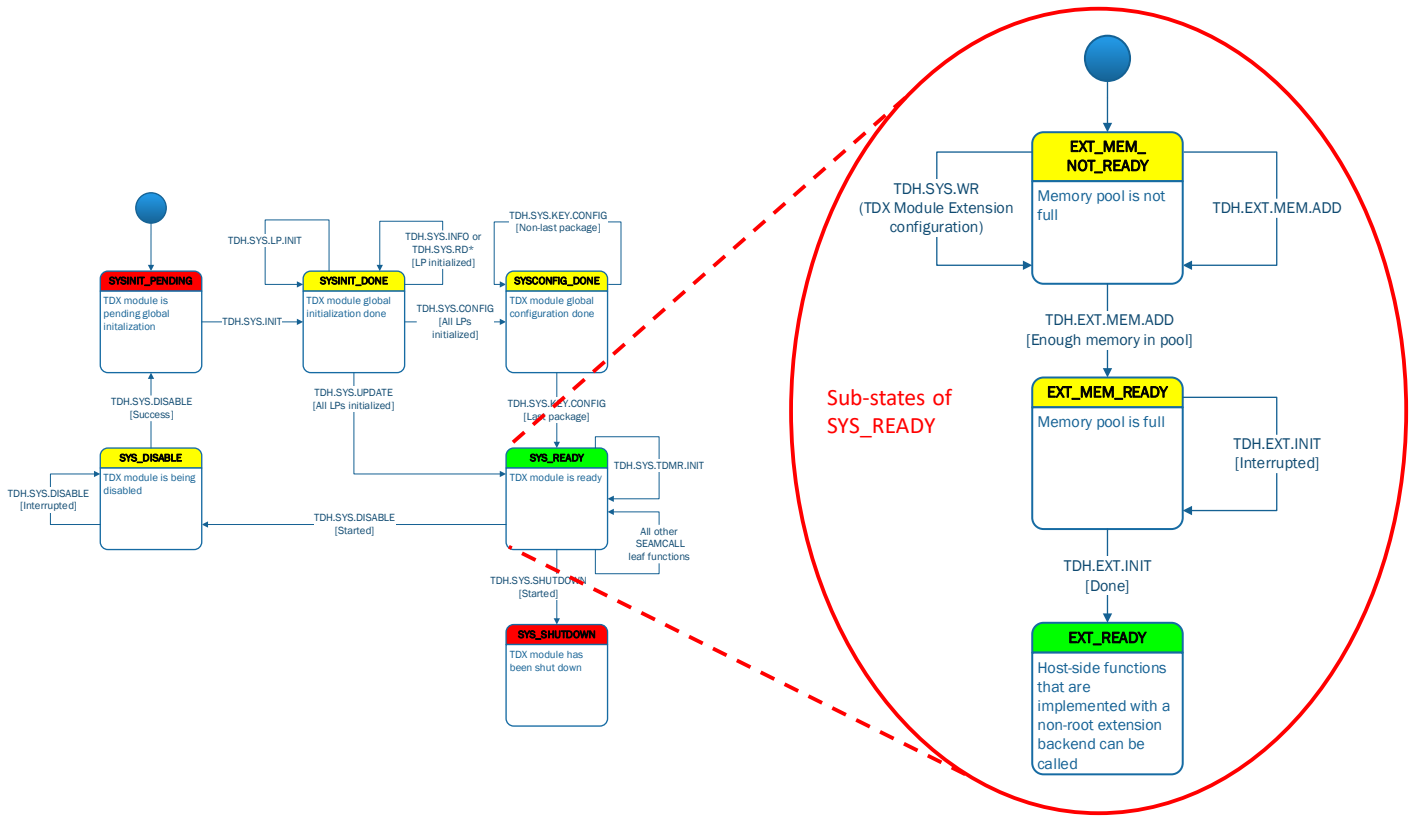 TDH.SYS.LP.INIT
TDH.SYS.INFO or
TDH.SYS.RD*
[LP initialized]
TDH.SYS.KEY.CONFIG
[Non-last package]
SYSINIT_PENDING
TDX module is
pending global
initalization
TDH.SYS.INIT
SYSINIT_DONE
TDX module global
initialization done
TDH.SYS.CONFIG
[All LPs
initialized]
SYSCONFIG_DONE
TDX module global
configuration done
TDH.SYS.DISABLE
[Success]
TDH.SYS.UPDATE
[All LPs initialized]
TDH.SYS.KEY.CONFIG
[Last package]
SYS_DISABLE
TDX module is being
disabled
TDH.SYS.DISABLE
[Interrupted]
TDH.SYS.DISABLE
[Started]
SYS_READY
TDX module is ready
TDH.SYS.TDMR.INIT
All other
SEAMCALL
leaf functions
TDH.SYS.SHUTDOWN
[Started]
SYS_SHUTDOWN
TDX module has
been shut down
Sub-states of
SYS_READY
EXT_MEM_
NOT_READY
Memory pool is not
full
TDH.SYS.WR
(TDX Module Extension
configuration)
TDH.EXT.MEM.ADD
TDH.EXT.MEM.ADD
[Enough memory in pool]
EXT_MEM_READY
Memory pool is full
TDH.EXT.INIT
[Interrupted]
TDH.EXT.INIT
[Done]
EXT_READY
Host-side functions
that are
implemented with a
non-root extension
backend can be
called